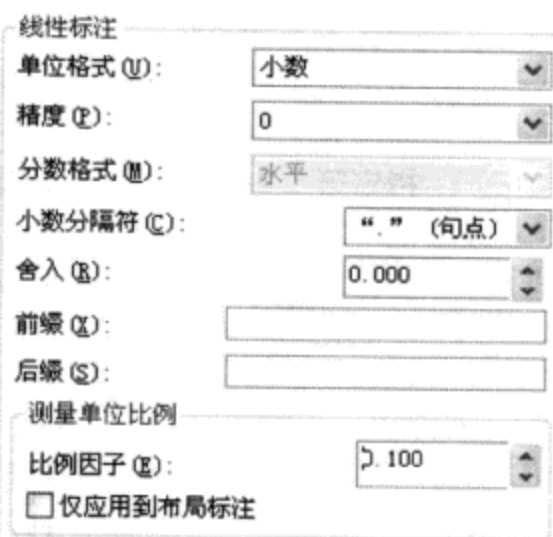 线性标注
单位格式(U): 小数
精度(P): 0
分数格式(M): 水平
小数分隔符(C): “.” (句点)
舍入(R): 0.000
前缀(X):
后缀(S):
测量单位比例
比例因子(E): .100
仅应用到布局标注